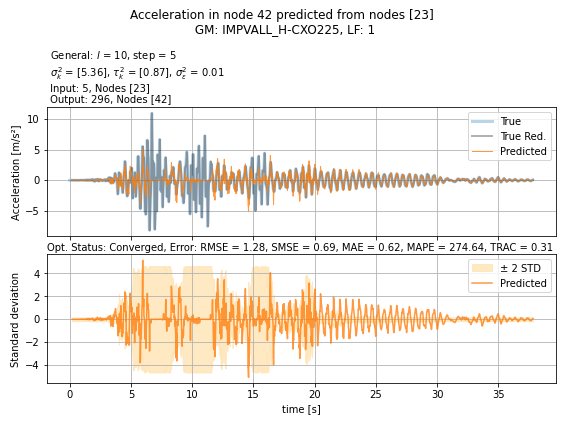 Acceleration in node 42 predicted from nodes [23]
GM: IMPVALL_H-CXO225, LF: 1
General: l = 10, step = 5
σ²ₖ = [5.36], τ²ₖ = [0.87], σ²ε = 0.01
Input: 5, Nodes [23]
Output: 296, Nodes [42]
Acceleration [m/s²]
10
5
0
−5
True
True Red.
Predicted
Opt. Status: Converged, Error: RMSE = 1.28, SMSE = 0.69, MAE = 0.62, MAPE = 274.64, TRAC = 0.31
Standard deviation
4
2
0
−2
−4
± 2 STD
Predicted
0 5 10 15 20 25 30 35
time [s]